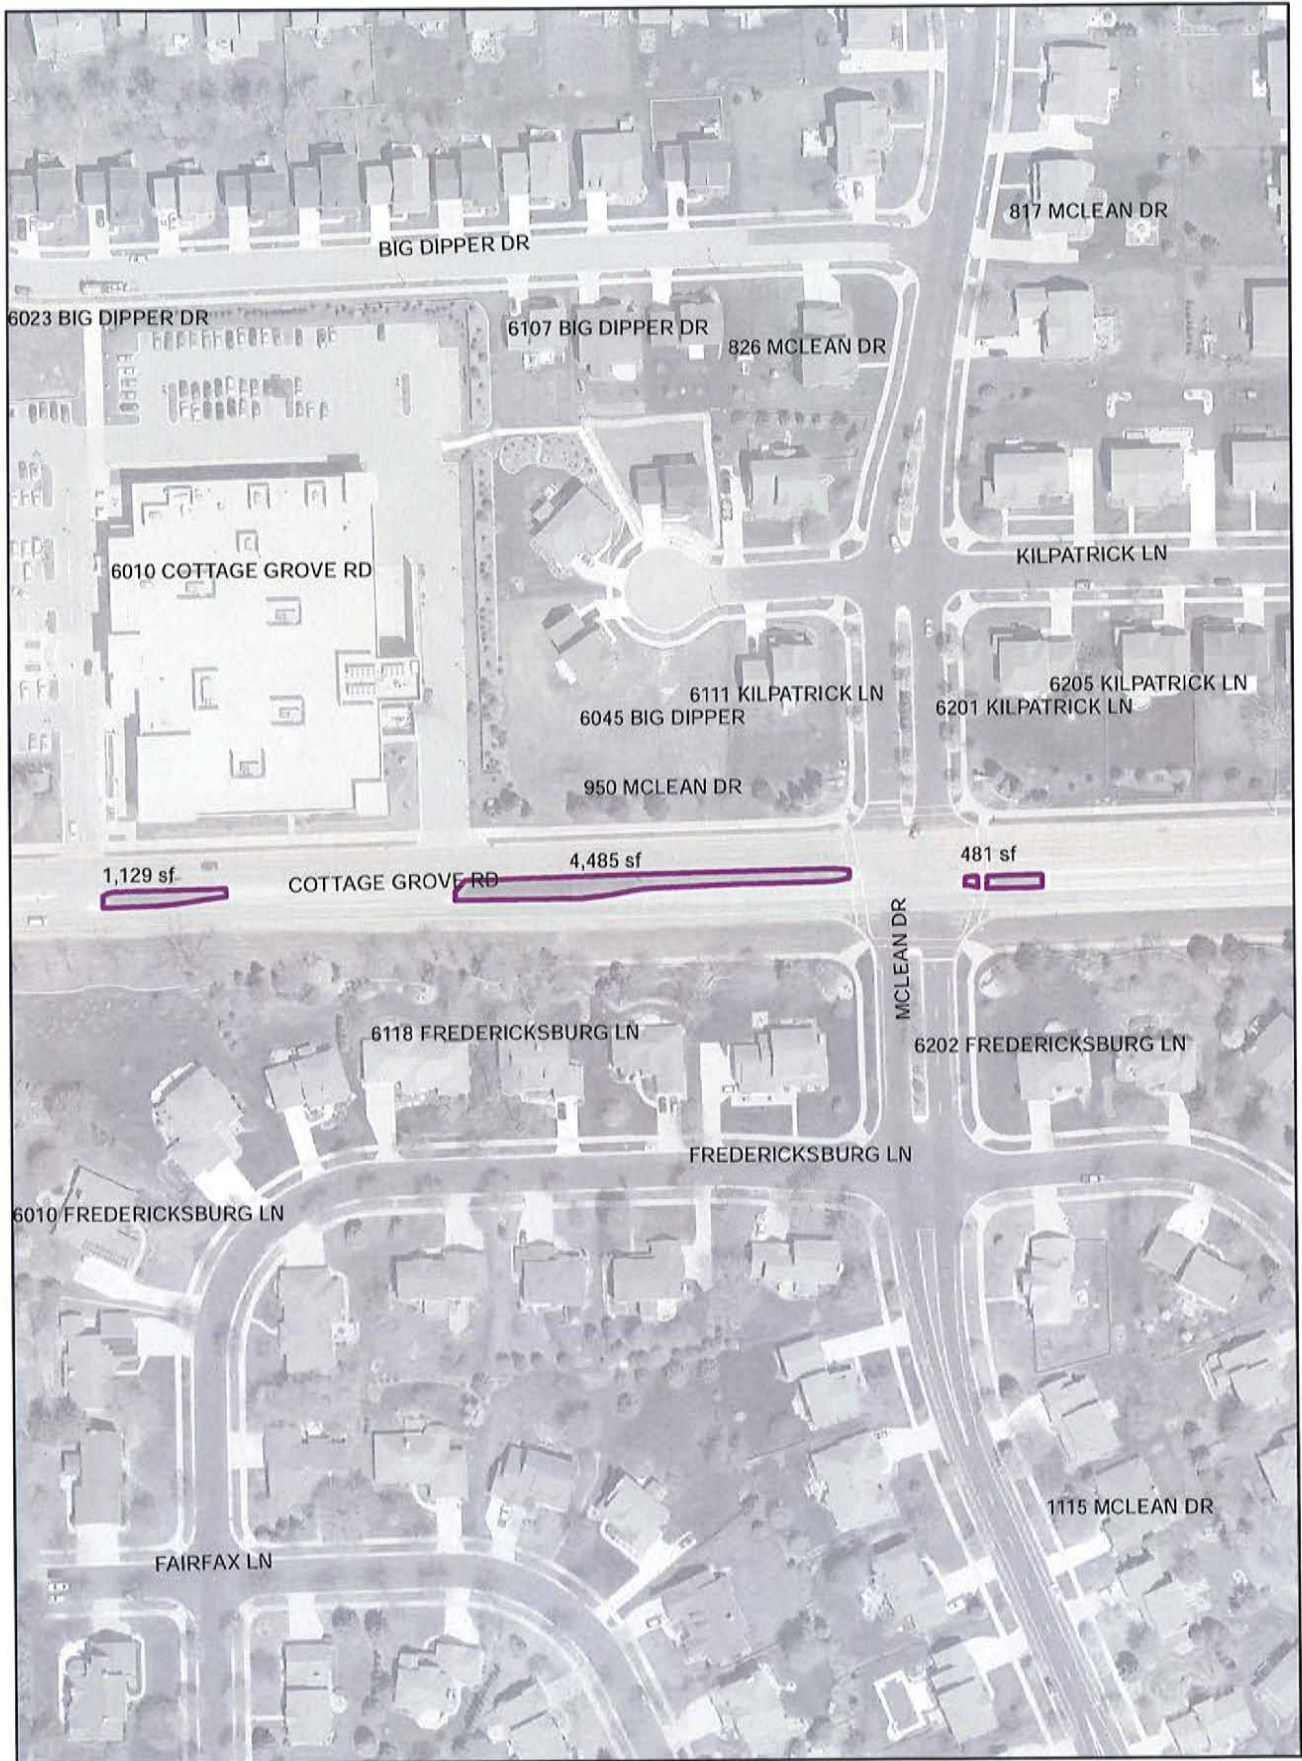 817 MCLEAN DR
BIG DIPPER DR
6023 BIG DIPPER DR
6107 BIG DIPPER DR
826 MCLEAN DR
KILPATRICK LN
6010 COTTAGE GROVE RD
6205 KILPATRICK LN
6111 KILPATRICK LN
6201 KILPATRICK LN
6045 BIG DIPPER
950 MCLEAN DR
481 sf
4,485 sf
1,129 sf
COTTAGE GROVE RD
MCLEAN DR
6118 FREDERICKSBURG LN
6202 FREDERICKSBURG LN
FREDERICKSBURG LN
6010 FREDERICKSBURG LN
1115 MCLEAN DR
FAIRFAX LN